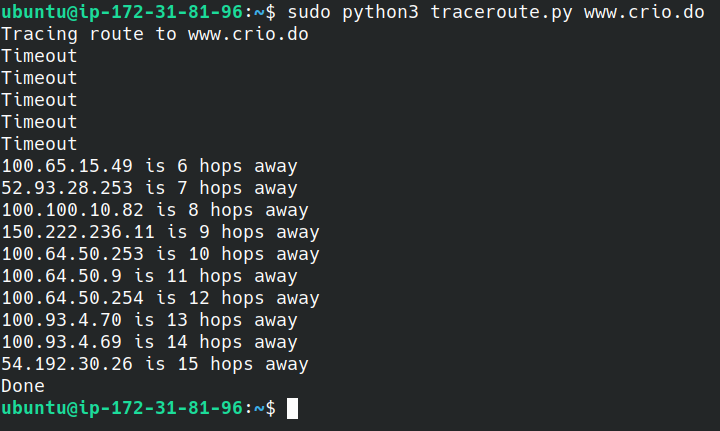 ubuntu@ip-172-31-81-96:~$ sudo python3 traceroute.py www.crio.do
Tracing route to www.crio.do
Timeout
Timeout
Timeout
Timeout
Timeout
100.65.15.49 is 6 hops away
52.93.28.253 is 7 hops away
100.100.10.82 is 8 hops away
150.222.236.11 is 9 hops away
100.64.50.253 is 10 hops away
100.64.50.9 is 11 hops away
100.64.50.254 is 12 hops away
100.93.4.70 is 13 hops away
100.93.4.69 is 14 hops away
54.192.30.26 is 15 hops away
Done
ubuntu@ip-172-31-81-96:~$